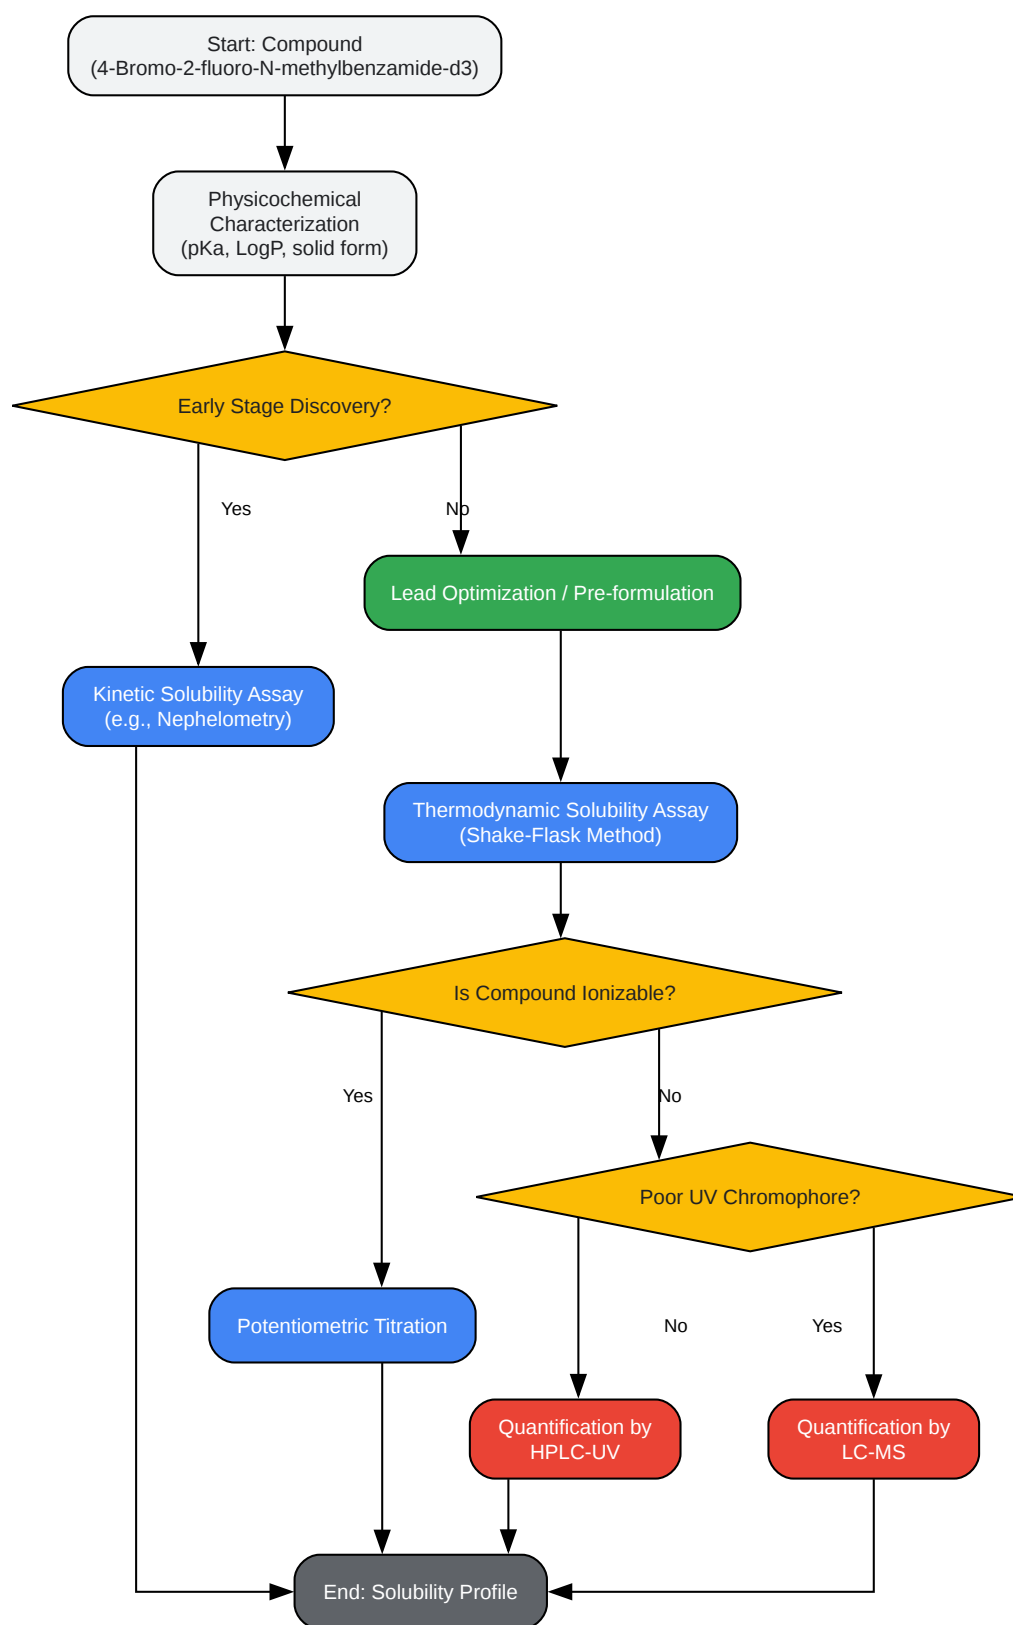 Start: Compound
(4-Bromo-2-fluoro-N-methylbenzamide-d3)
Physicochemical
Characterization
(pKa, LogP, solid form)
Early Stage Discovery?
Yes
No
Lead Optimization / Pre-formulation
Kinetic Solubility Assay
(e.g., Nephelometry)
Thermodynamic Solubility Assay
(Shake-Flask Method)
Is Compound Ionizable?
Yes
No
Poor UV Chromophore?
Potentiometric Titration
No
Yes
Quantification by
HPLC-UV
Quantification by
LC-MS
End: Solubility Profile